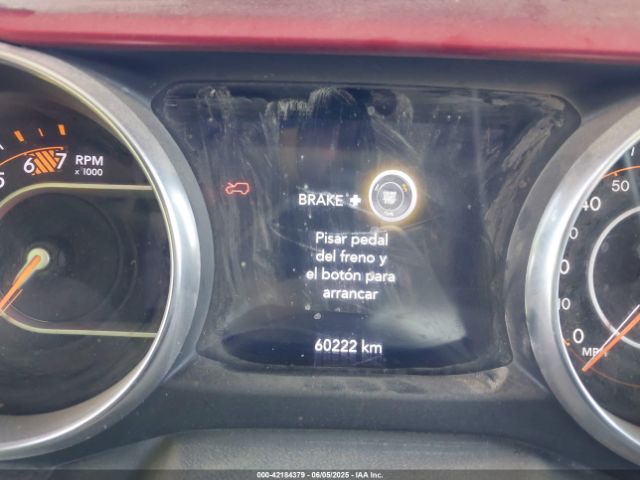 5
6
7
RPM
x 1000
BRAKE +
Pisar pedal
del freno y
el botón para
arrancar
60222 km
50
40
0
MPH
000-42184379 | 06/05/2025 | IAA Inc.